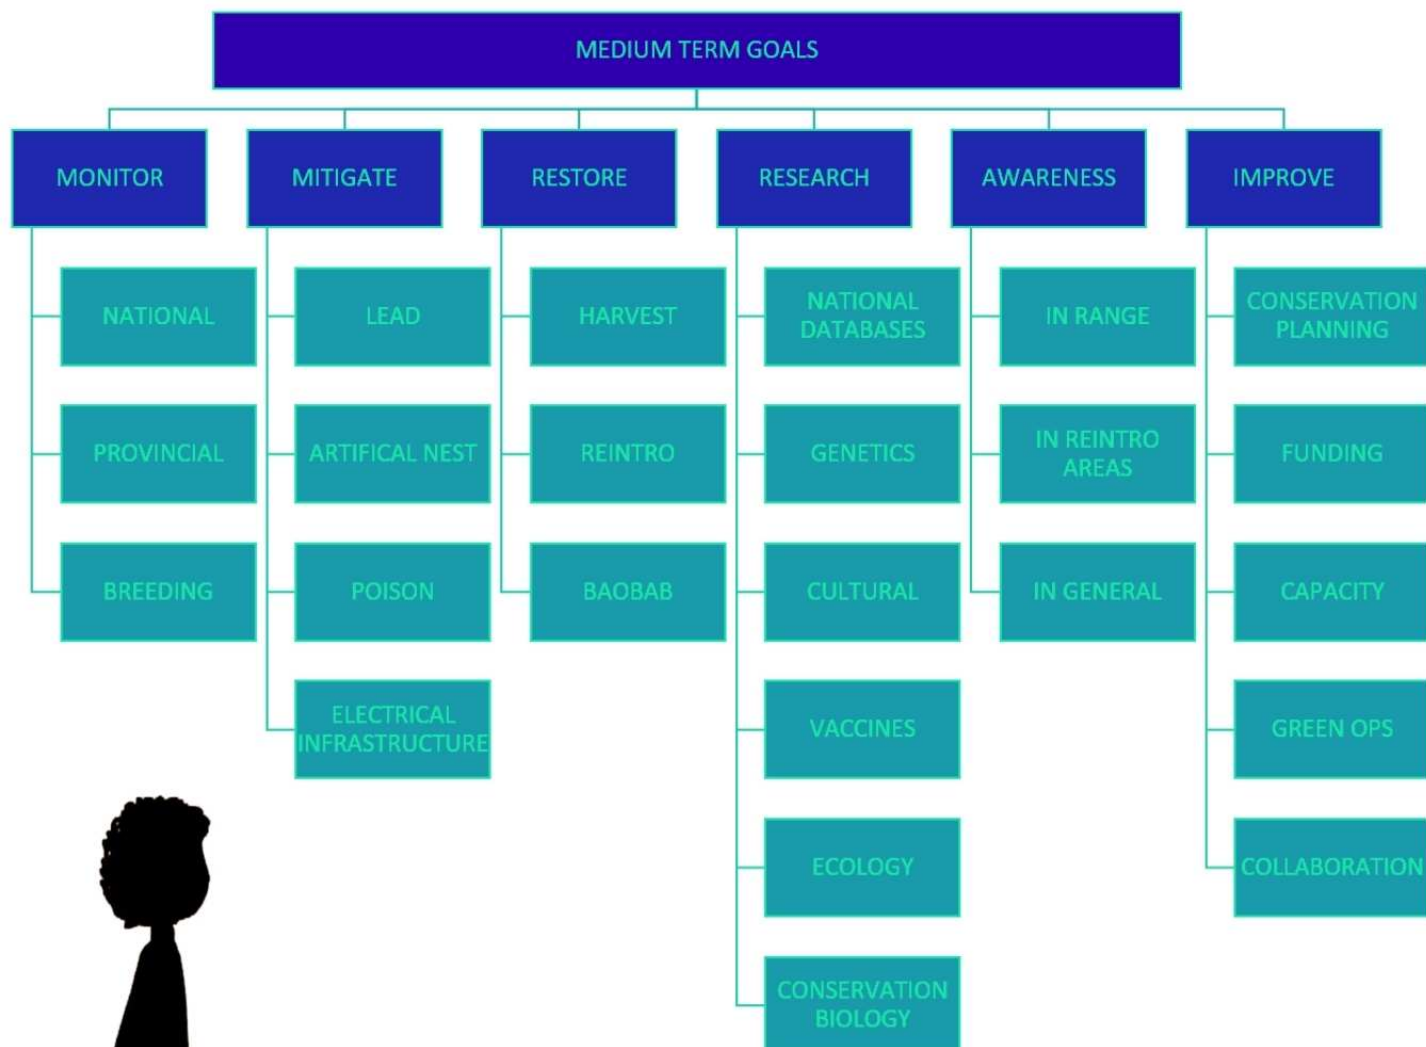 MEDIUM TERM GOALS
MONITOR
NATIONAL
PROVINCIAL
BREEDING
MITIGATE
LEAD
ARTIFICAL NEST
POISON
ELECTRICAL
INFRASTRUCTURE
RESTORE
HARVEST
REINTRO
BAOBAB
RESEARCH
NATIONAL
DATABASES
GENETICS
CULTURAL
VACCINES
ECOLOGY
CONSERVATION
BIOLOGY
AWARENESS
IN RANGE
IN REINTRO
AREAS
IN GENERAL
IMPROVE
CONSERVATION
PLANNING
FUNDING
CAPACITY
GREEN OPS
COLLABORATION